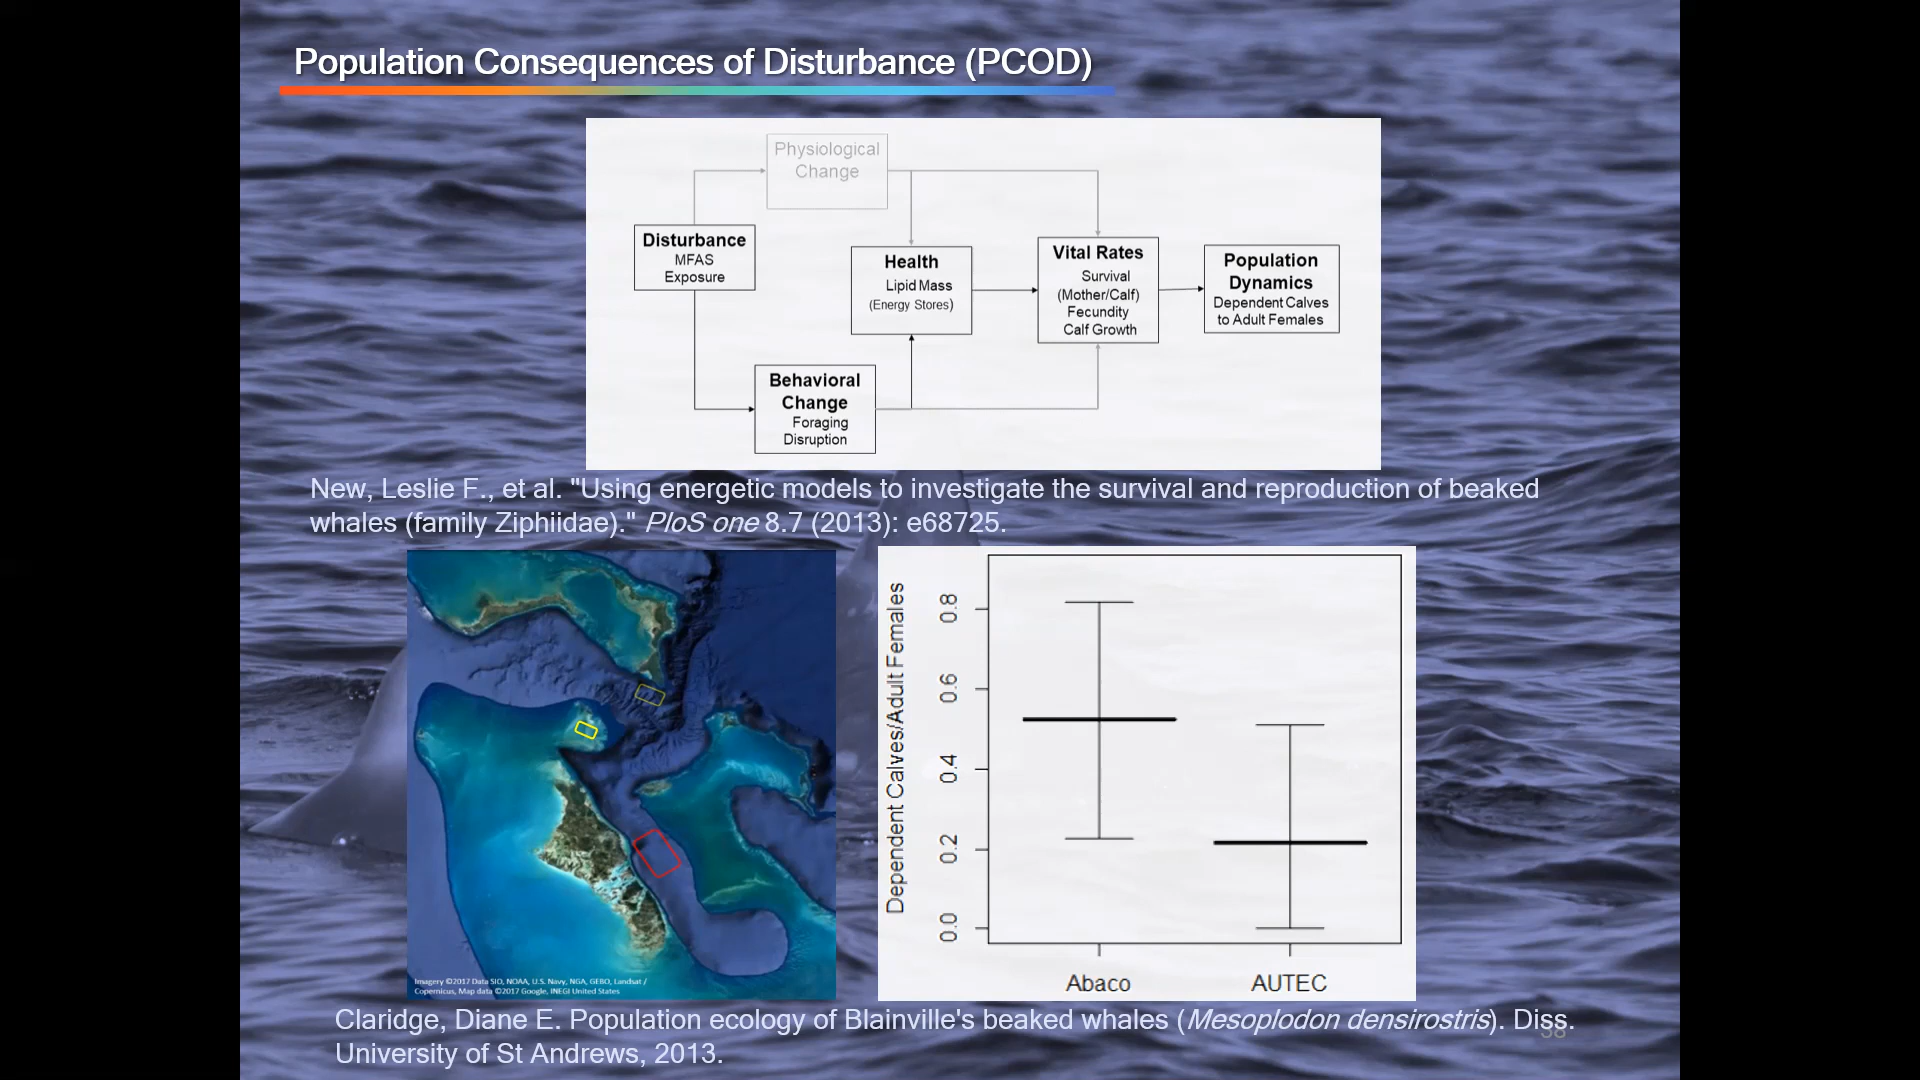 Population Consequences of Disturbance (PCOD)
Physiological
Change
Disturbance
MFAS
Exposure
Health
Lipid Mass
(Energy Stores)
Vital Rates
Survival
(Mother/Calf)
Fecundity
Calf Growth
Population
Dynamics
Dependent Calves
to Adult Females
Behavioral
Change
Foraging
Disruption
New, Leslie F., et al. "Using energetic models to investigate the survival and reproduction of beaked
whales (family Ziphiidae)." PloS one 8.7 (2013): e68725.
Imagery ©2017 Data SIO, NOAA, U.S. Navy, NGA, GEBO, Landsat /
Copernicus, Map data ©2017 Google, INEGI United States
Dependent Calves/Adult Females
0.8
0.6
0.4
0.2
0.0
Abaco
AUTEC
Claridge, Diane E. Population ecology of Blainville's beaked whales (Mesoplodon densirostris). Diss.
University of St Andrews, 2013.
38